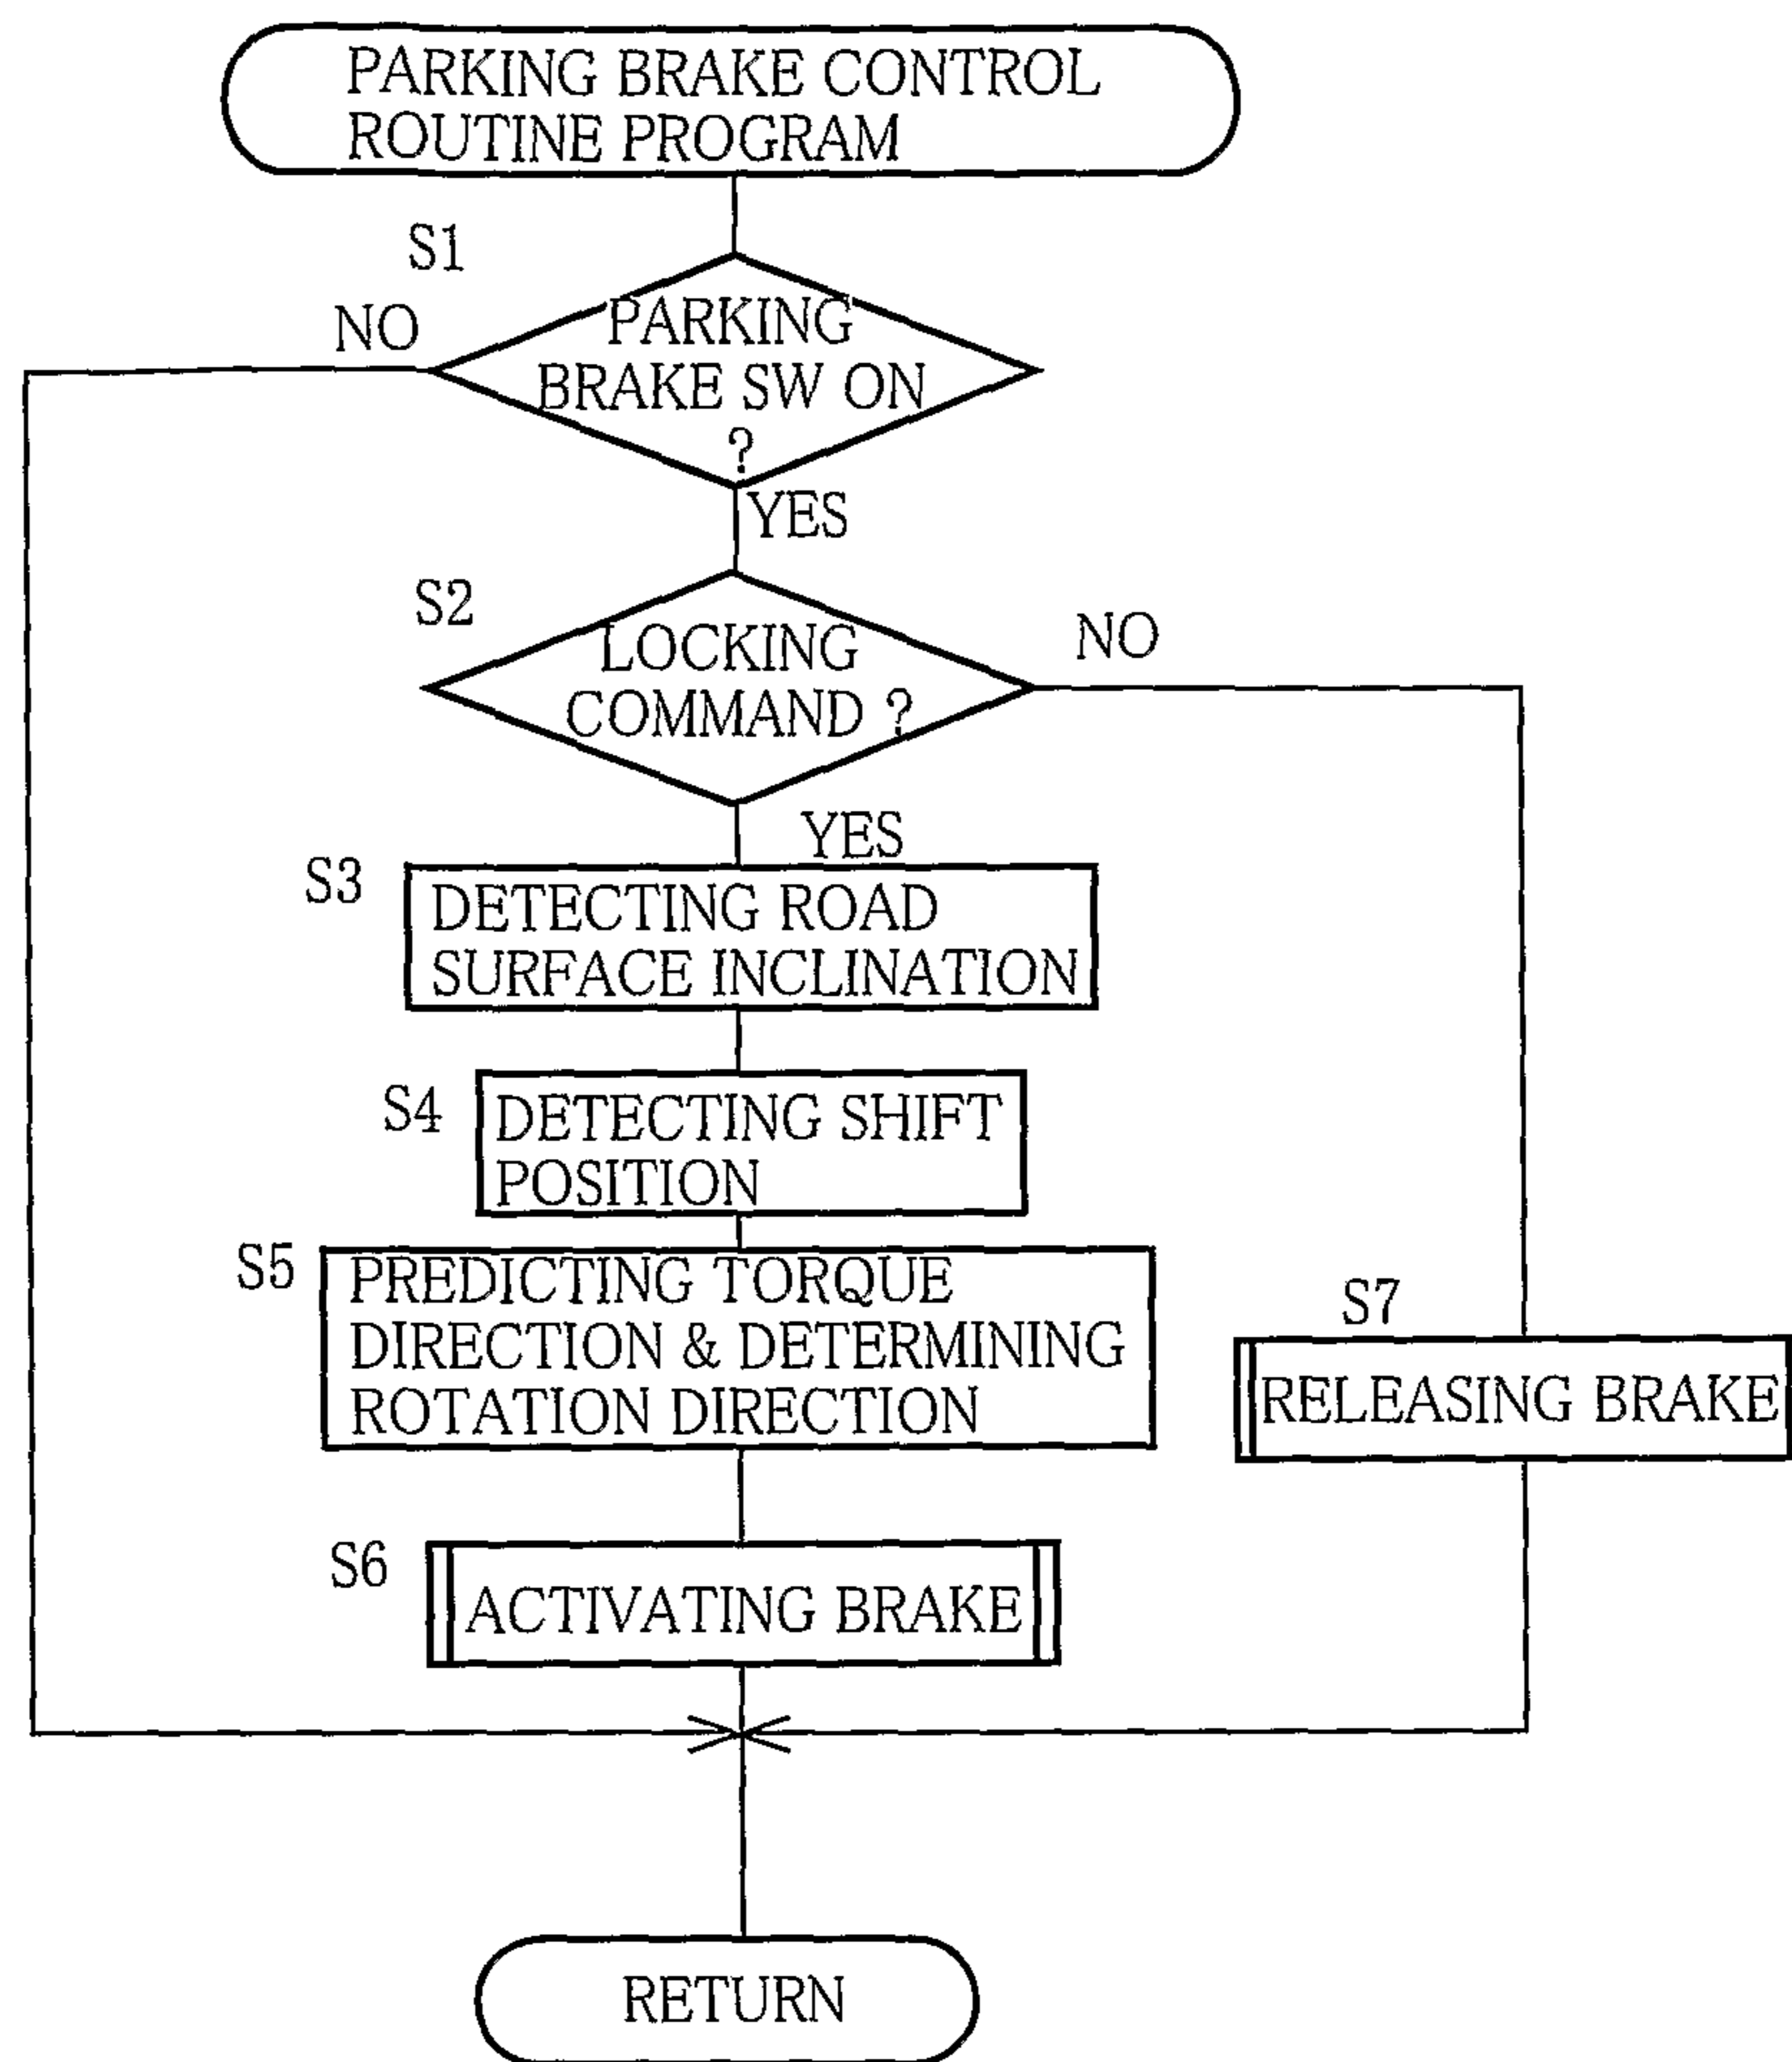 PARKING BRAKE CONTROL
ROUTINE PROGRAM
S1
NO
PARKING
BRAKE SW ON
?
YES
S2
LOCKING
COMMAND ?
NO
YES
S3
DETECTING ROAD
SURFACE INCLINATION
S4
DETECTING SHIFT
POSITION
S5
PREDICTING TORQUE
DIRECTION & DETERMINING
ROTATION DIRECTION
S7
RELEASING BRAKE
S6
ACTIVATING BRAKE
RETURN